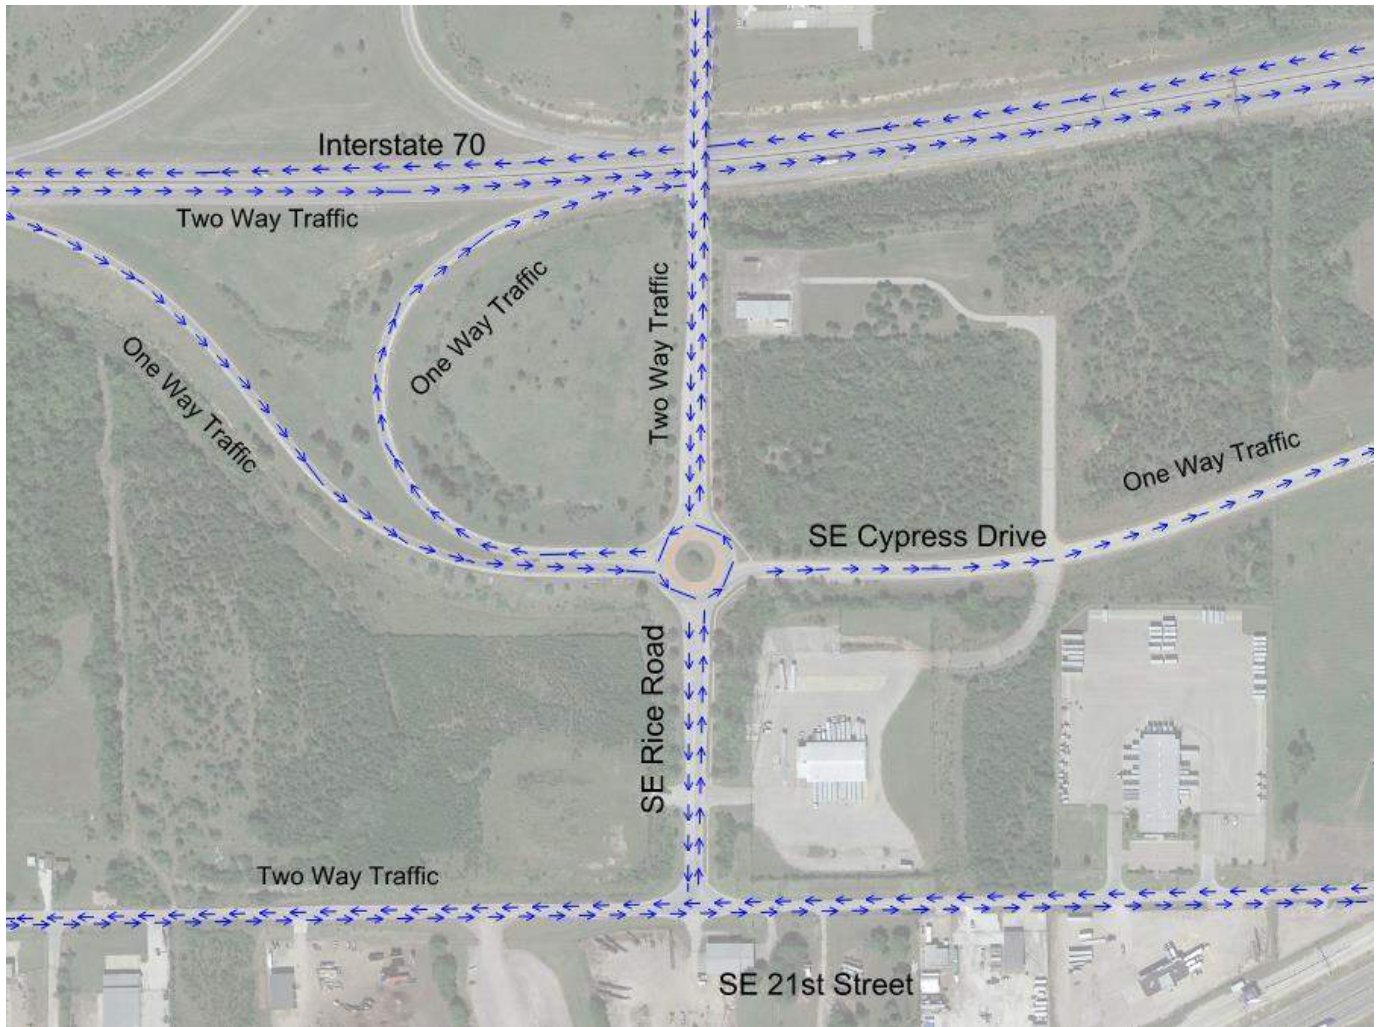 Interstate 70
Two Way Traffic
One Way Traffic
One Way Traffic
Two Way Traffic
One Way Traffic
SE Cypress Drive
SE Rice Road
Two Way Traffic
SE 21st Street